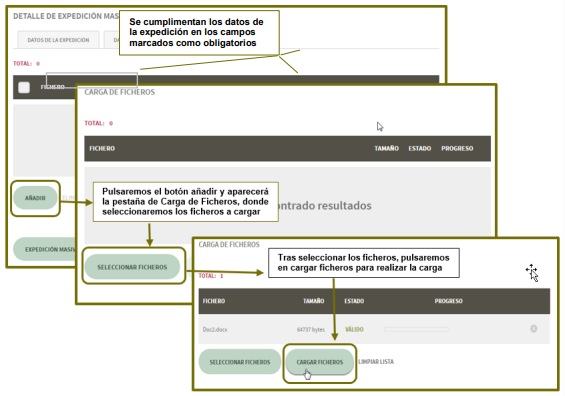 DETALLE DE EXPEDICIÓN MAS
Se cumplimentan los datos de
la expedición en los campos
marcados como obligatorios
DATOS DE LA EXPEDICIÓN
TOTAL: 0
FICHERO
AÑADIR
EXPEDICIÓN MASIV
CARGA DE FICHEROS
TOTAL: 0
FICHERO TAMAÑO ESTADO PROGRESO
Pulsaremos el botón añadir y aparecerá
la pestaña de Carga de Ficheros, donde
seleccionaremos los ficheros a cargar
ontrado resultados
SELECCIONAR FICHEROS
CARGA DE FICHEROS
Tras seleccionar los ficheros, pulsaremos
en cargar ficheros para realizar la carga
TOTAL: 1
FICHERO TAMAÑO ESTADO PROGRESO
Doc2.docx 64737 bytes VÁLIDO
SELECCIONAR FICHEROS CARGAR FICHEROS LIMPIAR LISTA